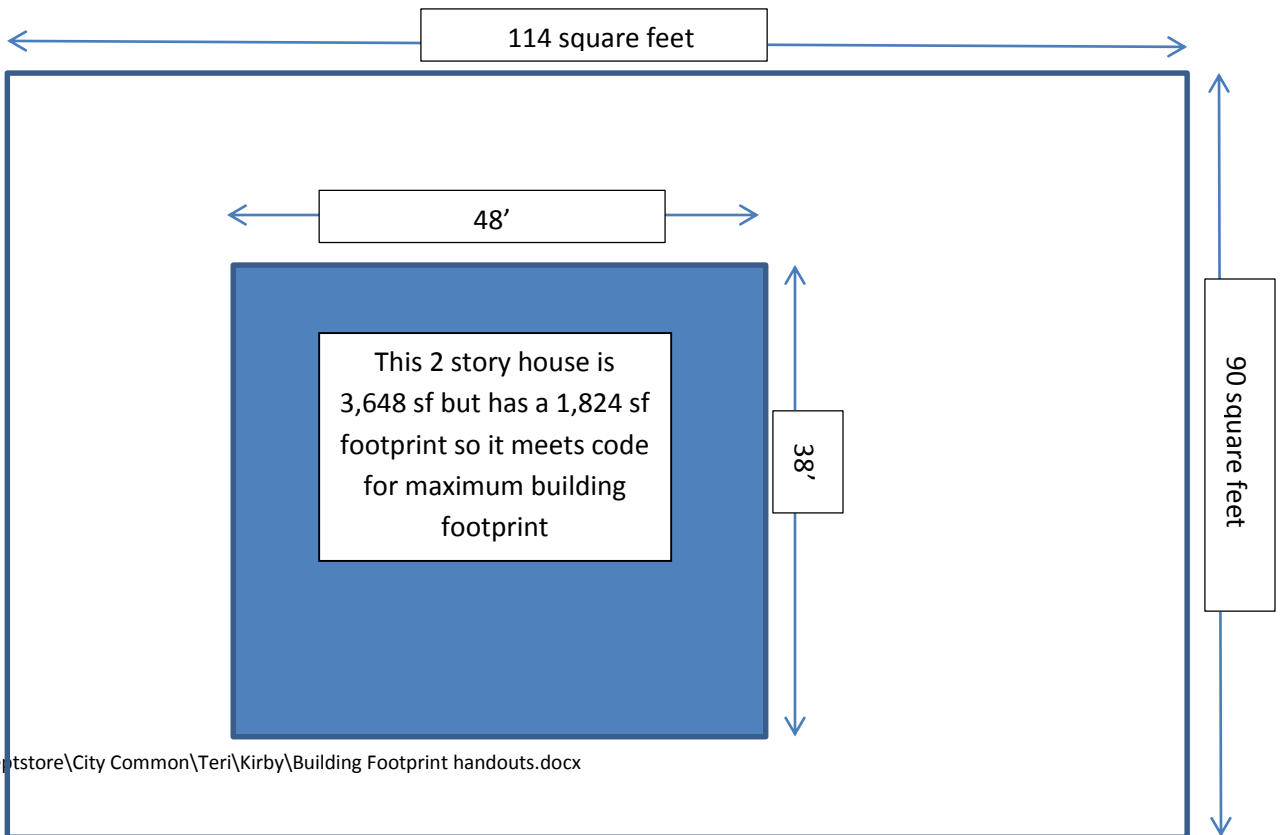 114 square feet
48’
This 2 story house is
3,648 sf but has a 1,824 sf
footprint so it meets code
for maximum building
footprint
38’
90 square feet
ptstore\City Common\Teri\Kirby\Building Footprint handouts.docx